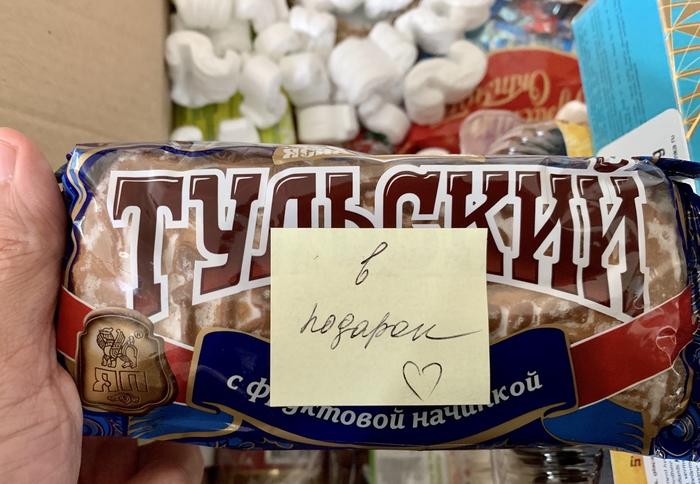 ТУЛЬСКИЙ
в
подарок
♡
с фруктовой начинкой
ЯП